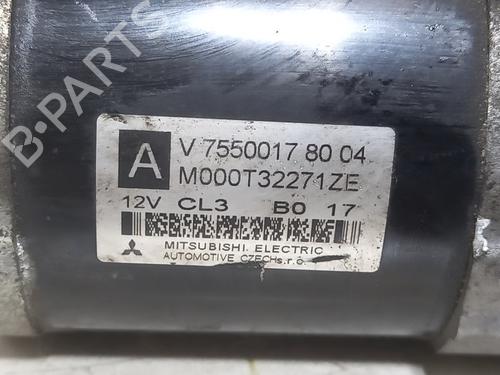 B-PARTS
A
V 7550017 80 04
M000T32271ZE
12V CL3 B0 17
MITSUBISHI ELECTRIC
AUTOMOTIVE CZECH s.r.o.